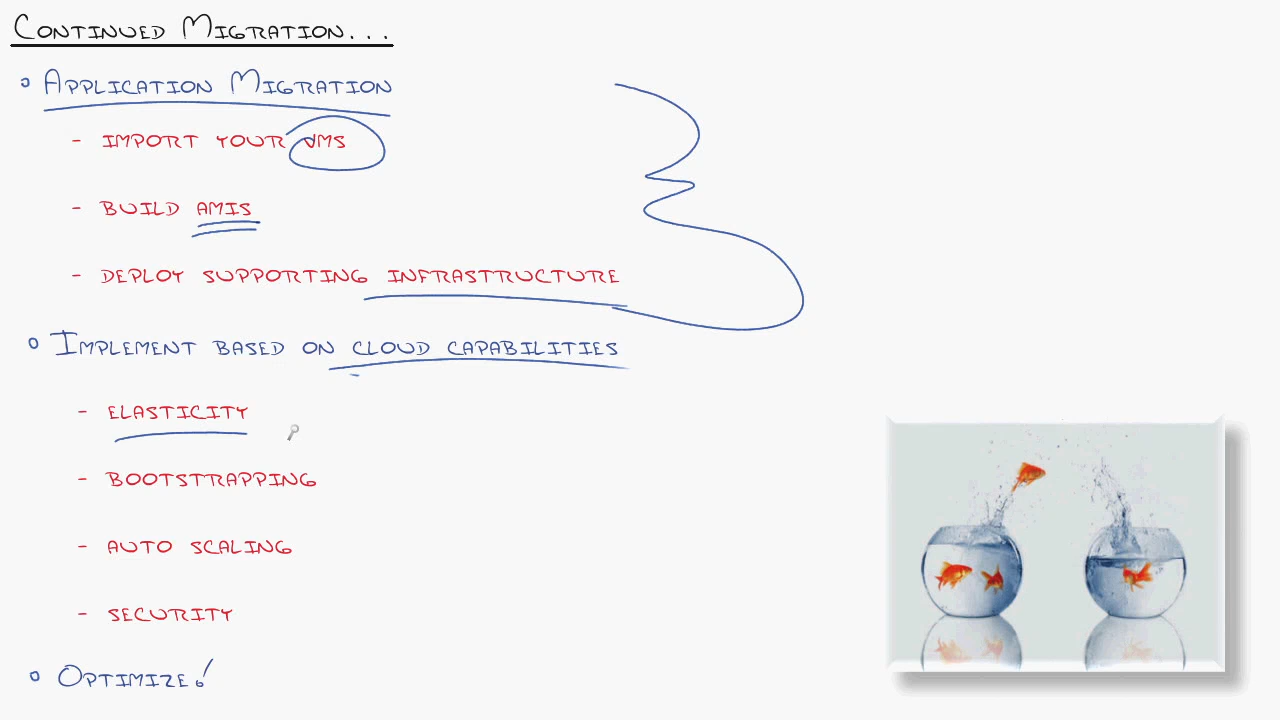 Continued Migration...
Application Migration
- import your VMs
- build AMIs
- deploy supporting infrastructure
Implement based on cloud capabilities
- elasticity
- bootstrapping
- auto scaling
- security
Optimize!